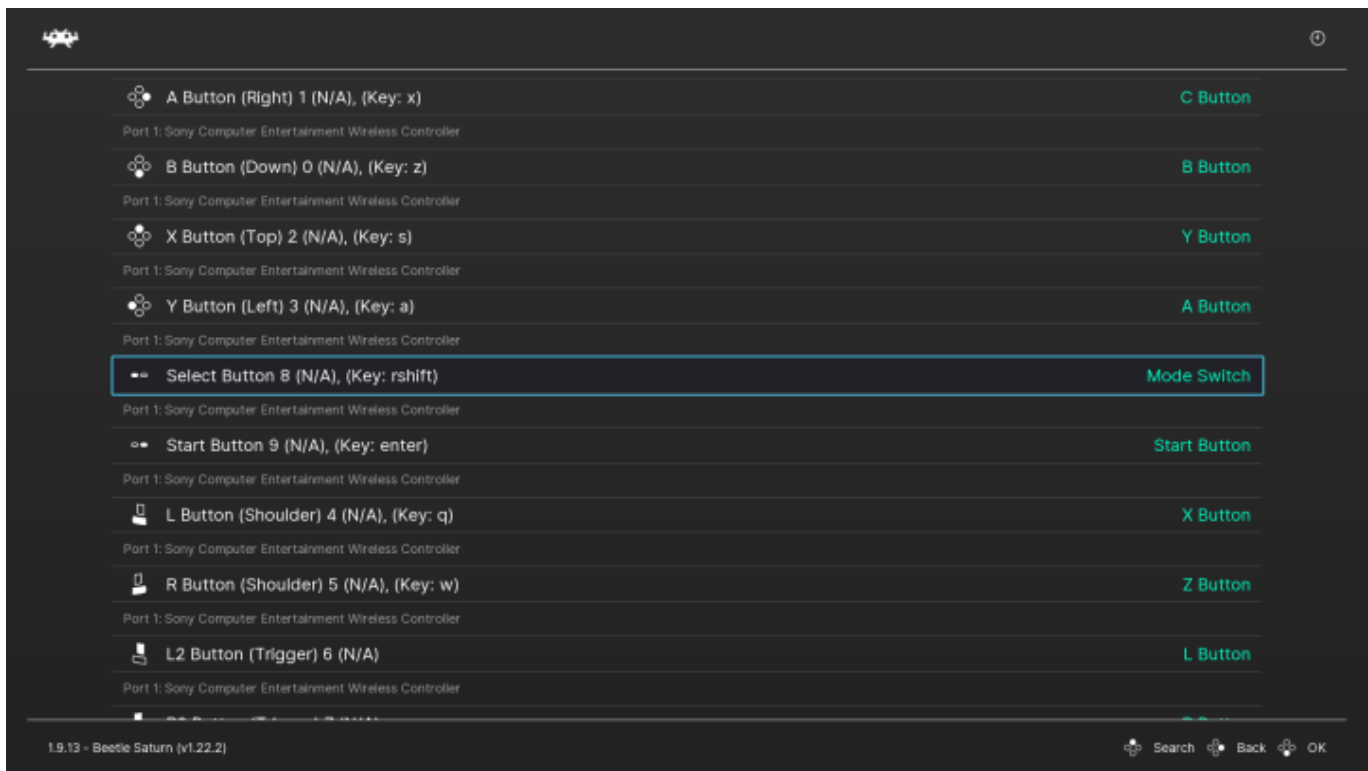 A Button (Right) 1 (N/A), (Key: x) C Button
Port 1: Sony Computer Entertainment Wireless Controller
B Button (Down) 0 (N/A), (Key: z) B Button
Port 1: Sony Computer Entertainment Wireless Controller
X Button (Top) 2 (N/A), (Key: s) Y Button
Port 1: Sony Computer Entertainment Wireless Controller
Y Button (Left) 3 (N/A), (Key: a) A Button
Port 1: Sony Computer Entertainment Wireless Controller
Select Button 8 (N/A), (Key: rshift) Mode Switch
Port 1: Sony Computer Entertainment Wireless Controller
Start Button 9 (N/A), (Key: enter) Start Button
Port 1: Sony Computer Entertainment Wireless Controller
L Button (Shoulder) 4 (N/A), (Key: q) X Button
Port 1: Sony Computer Entertainment Wireless Controller
R Button (Shoulder) 5 (N/A), (Key: w) Z Button
Port 1: Sony Computer Entertainment Wireless Controller
L2 Button (Trigger) 6 (N/A) L Button
Port 1: Sony Computer Entertainment Wireless Controller
1.9.13 - Beetle Saturn (v1.22.2) Search Back OK